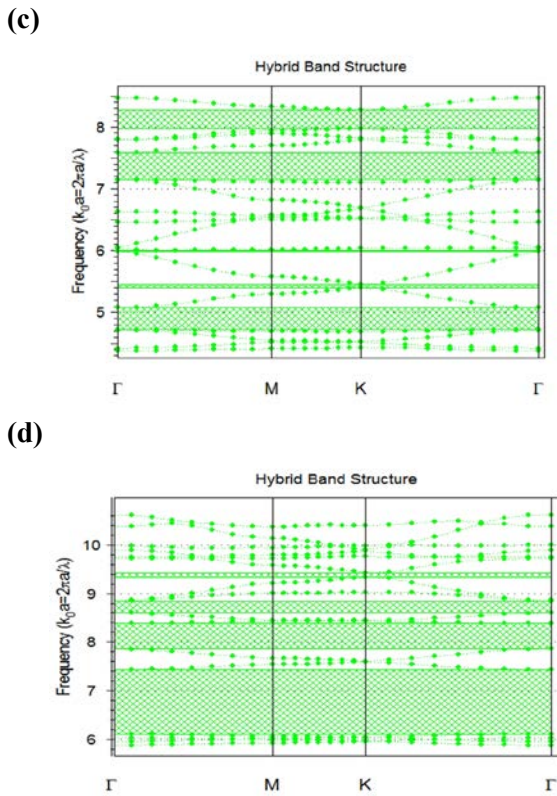 (c)
Hybrid Band Structure
Frequency (k₀a=2πa/λ)
8
7
6
5
Γ M K Γ
(d)
Hybrid Band Structure
Frequency (k₀a=2πa/λ)
10
9
8
7
6
Γ M K Γ